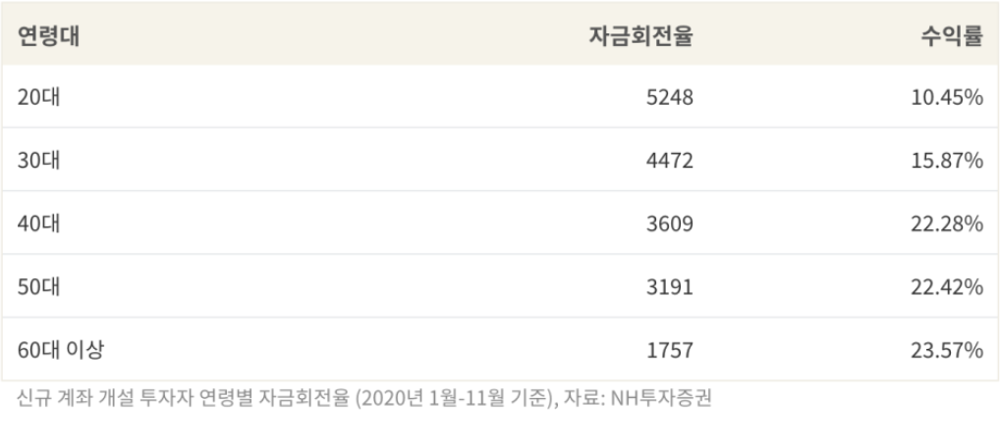 연령대 자금회전율 수익률
20대 5248 10.45%
30대 4472 15.87%
40대 3609 22.28%
50대 3191 22.42%
60대 이상 1757 23.57%
신규 계좌 개설 투자자 연령별 자금회전율 (2020년 1월-11월 기준), 자료: NH투자증권